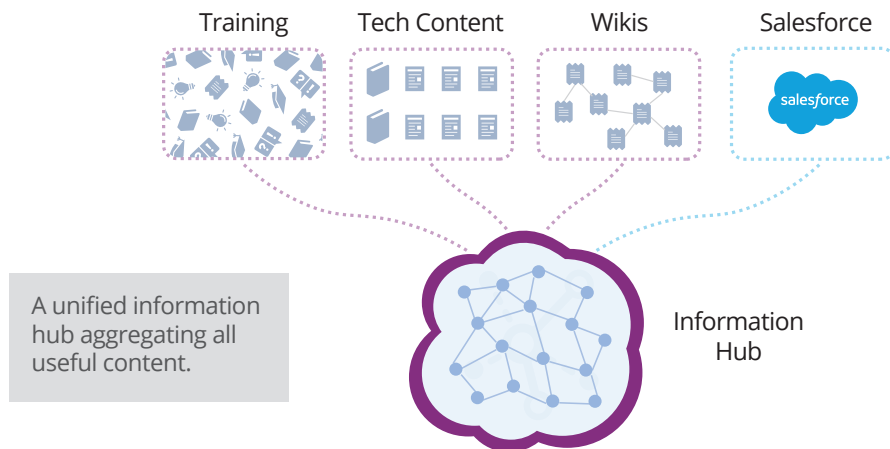 Training
Tech Content
Wikis
Salesforce
salesforce
A unified information
hub aggregating all
useful content.
Information
Hub